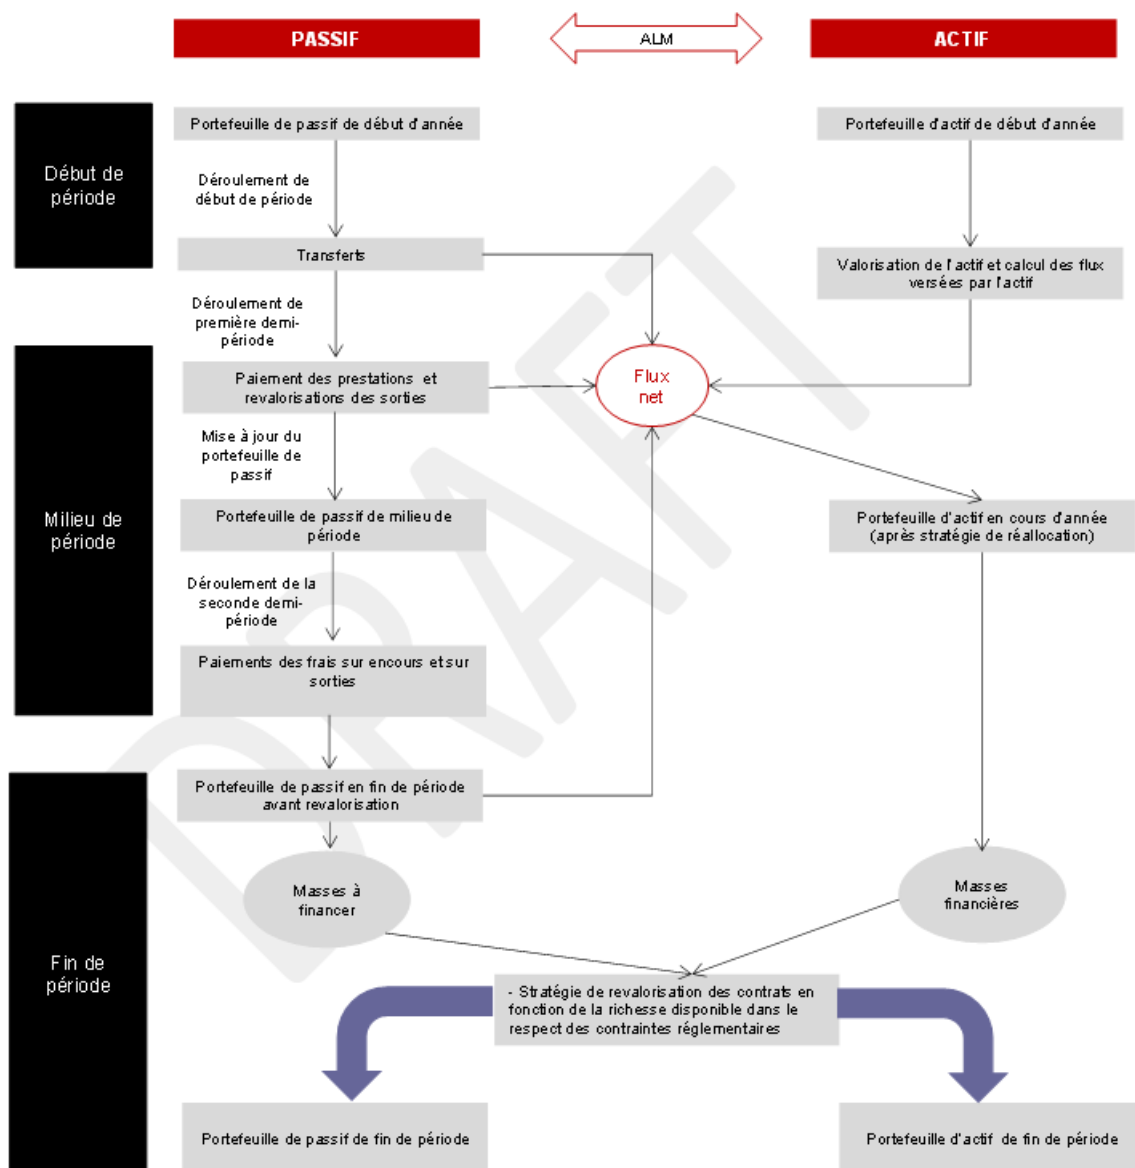 PASSIF
ALM
ACTIF
Début de
période
Portefeuille de passif de début d'année
Portefeuille d'actif de début d'année
Déroulement de
début de période
Transferts
Valorisation de l'actif et calcul des flux
versées par l'actif
Déroulement de
première demi-
période
Milieu de
période
Paiement des prestations et
revalorisations des sorties
Flux
net
Mise à jour du
portefeuille de
passif
Portefeuille de passif de milieu de
période
Portefeuille d'actif en cours d'année
(après stratégie de réallocation)
Déroulement de la
seconde demi-
période
Paiements des frais sur encours et sur
sorties
Fin de
période
Portefeuille de passif en fin de période
avant revalorisation
Masses à
financer
Masses
financières
- Stratégie de revalorisation des contrats en
fonction de la richesse disponible dans le
respect des contraintes réglementaires
Portefeuille de passif de fin de période
Portefeuille d'actif de fin de période
DRAFT